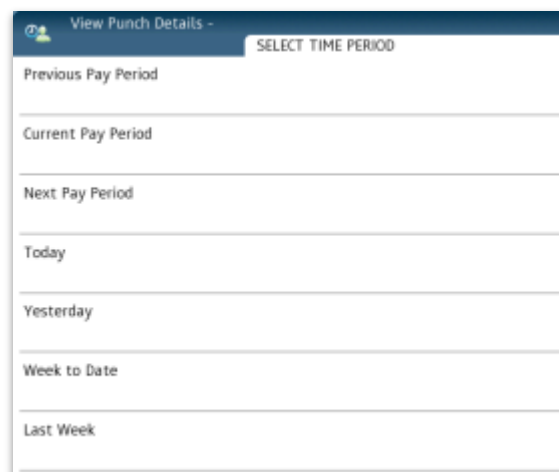 View Punch Details -
SELECT TIME PERIOD
Previous Pay Period
Current Pay Period
Next Pay Period
Today
Yesterday
Week to Date
Last Week